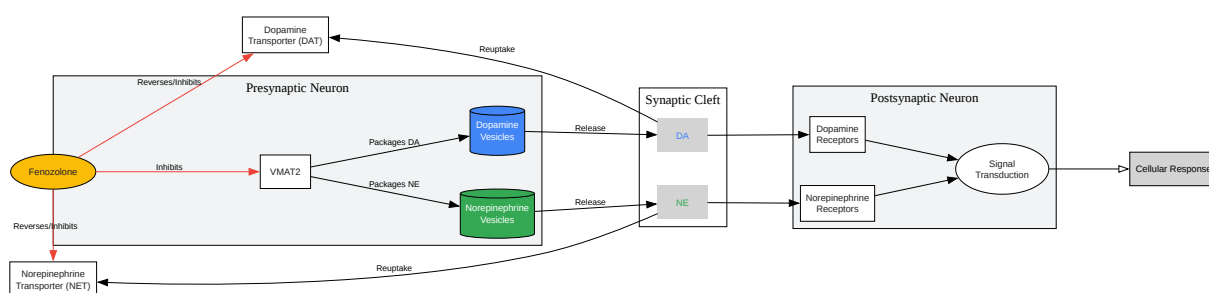 Dopamine
Transporter (DAT)
Reuptake
Reverses/Inhibits
Presynaptic Neuron
Synaptic Cleft
Postsynaptic Neuron
Dopamine
Vesicles
Release
DA
Dopamine
Receptors
Packages DA
Fenozolone
Inhibits
VMAT2
Signal
Transduction
Cellular Response
Packages NE
Norepinephrine
Vesicles
Release
NE
Norepinephrine
Receptors
Reverses/Inhibits
Reuptake
Norepinephrine
Transporter (NET)